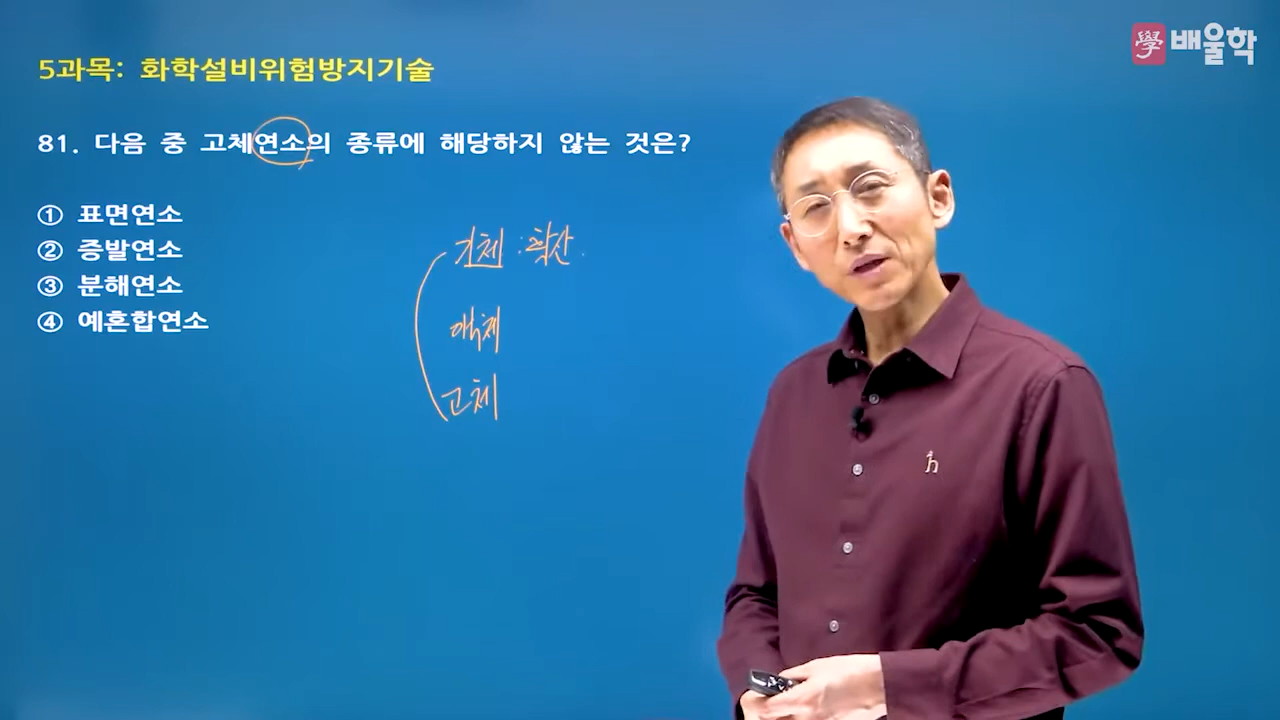 學 배울학
5과목: 화학설비위험방지기술
81. 다음 중 고체연소의 종류에 해당하지 않는 것은?
① 표면연소
② 증발연소
③ 분해연소
④ 예혼합연소
기체 : 확산
액체
고체
ħ